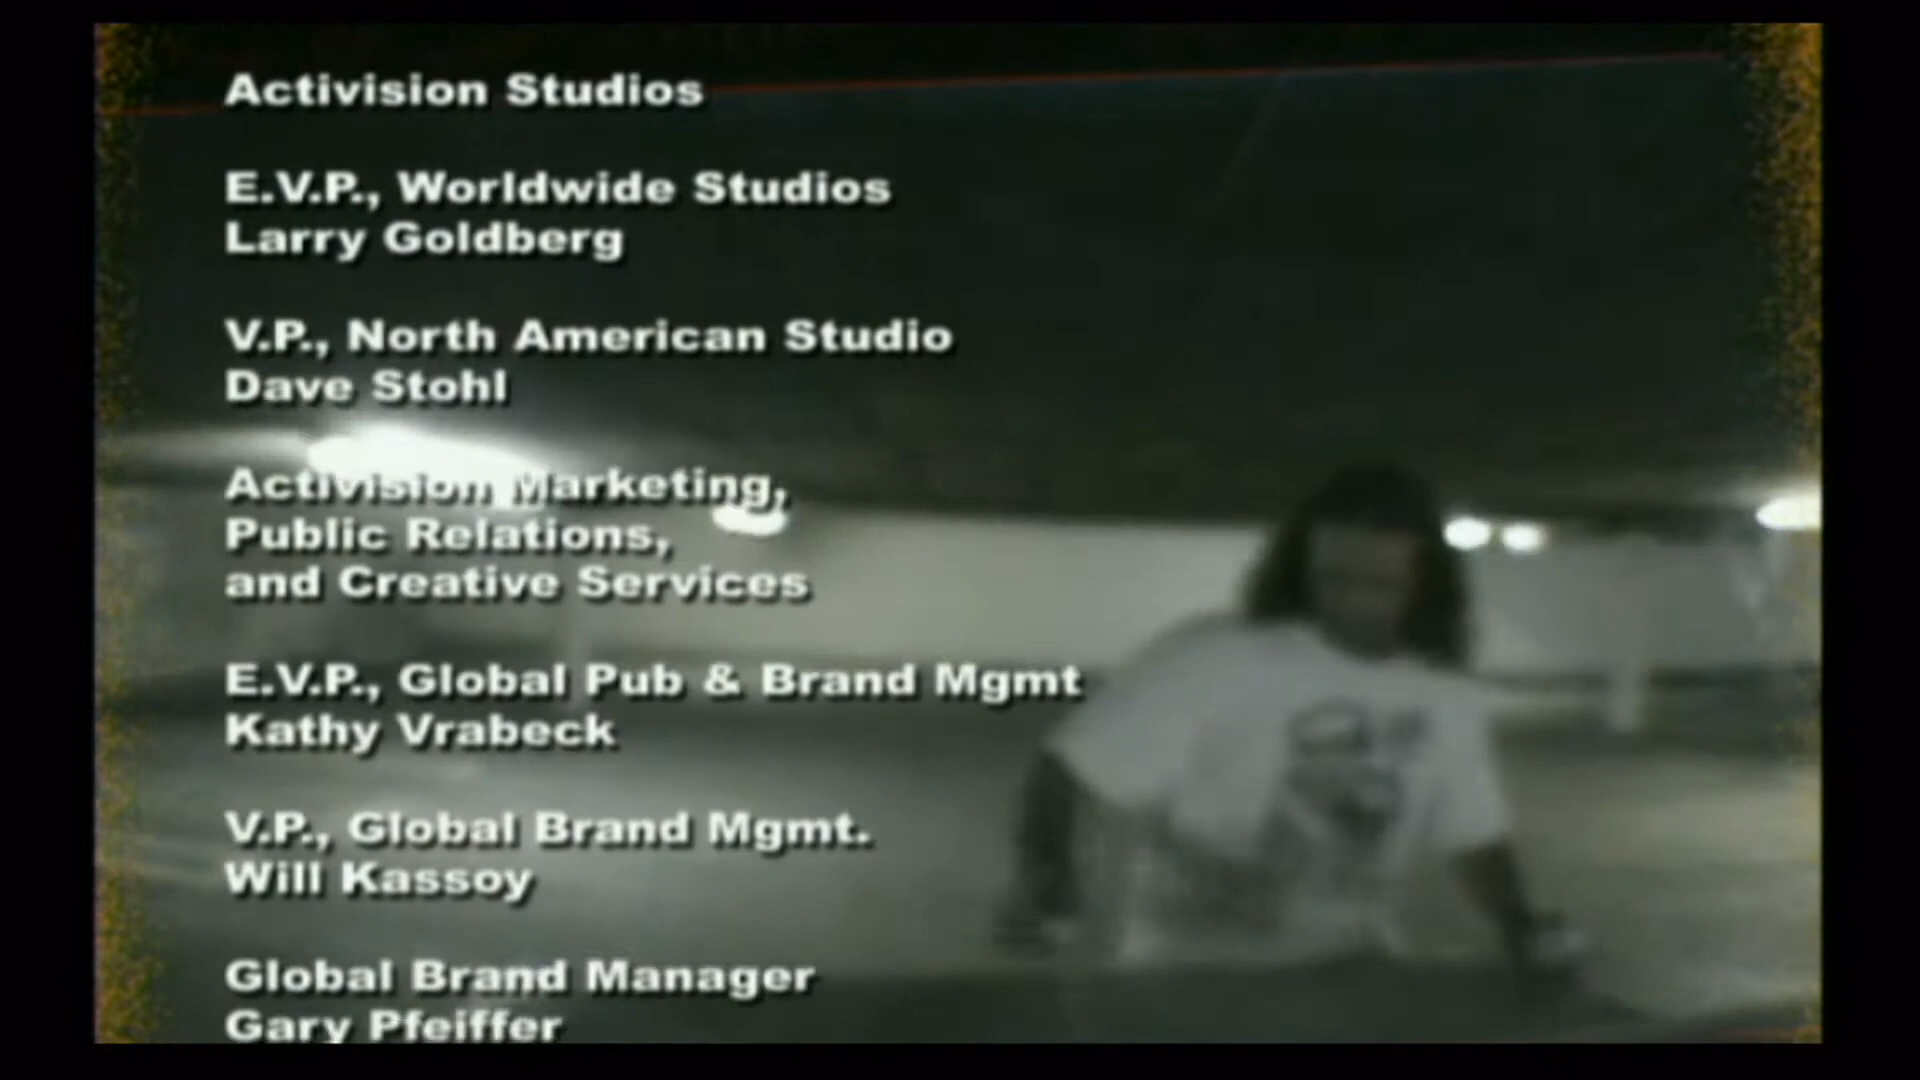 Activision Studios
E.V.P., Worldwide Studios
Larry Goldberg
V.P., North American Studio
Dave Stohl
Activision Marketing,
Public Relations,
and Creative Services
E.V.P., Global Pub & Brand Mgmt
Kathy Vrabeck
V.P., Global Brand Mgmt.
Will Kassoy
Global Brand Manager
Gary Pfeiffer